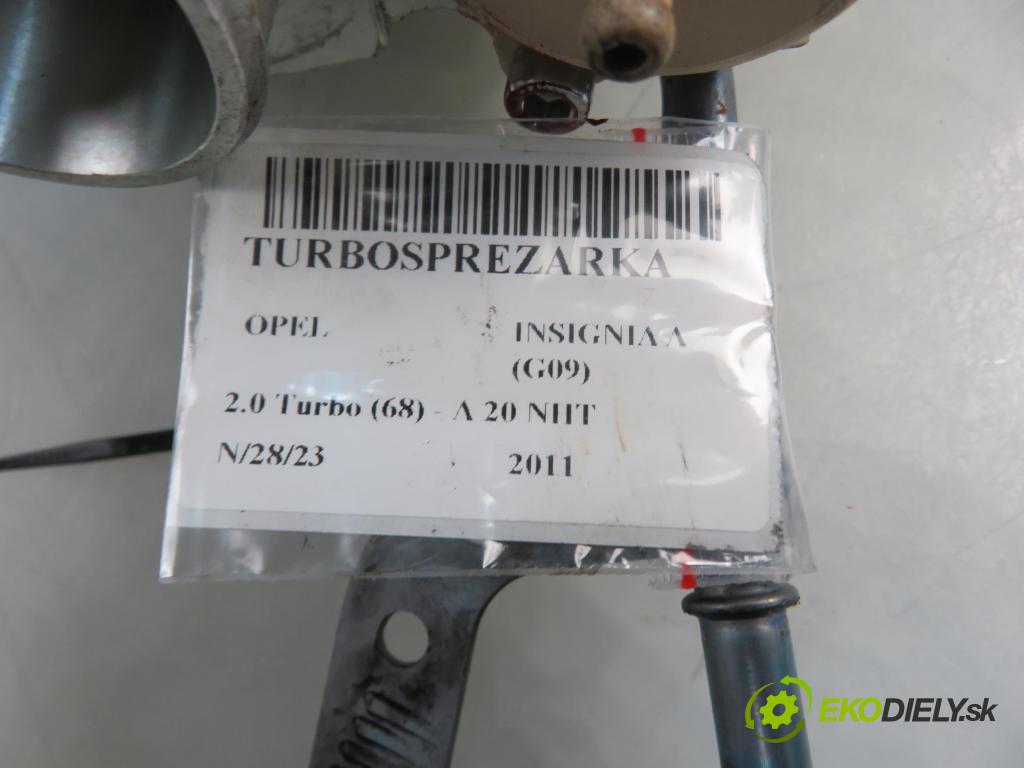 TURBOSPREZARKA
OPEL INSIGNIA A
(G09)
2.0 Turbo (68) - A 20 NHT
N/28/23 2011
EKODIELY.sk